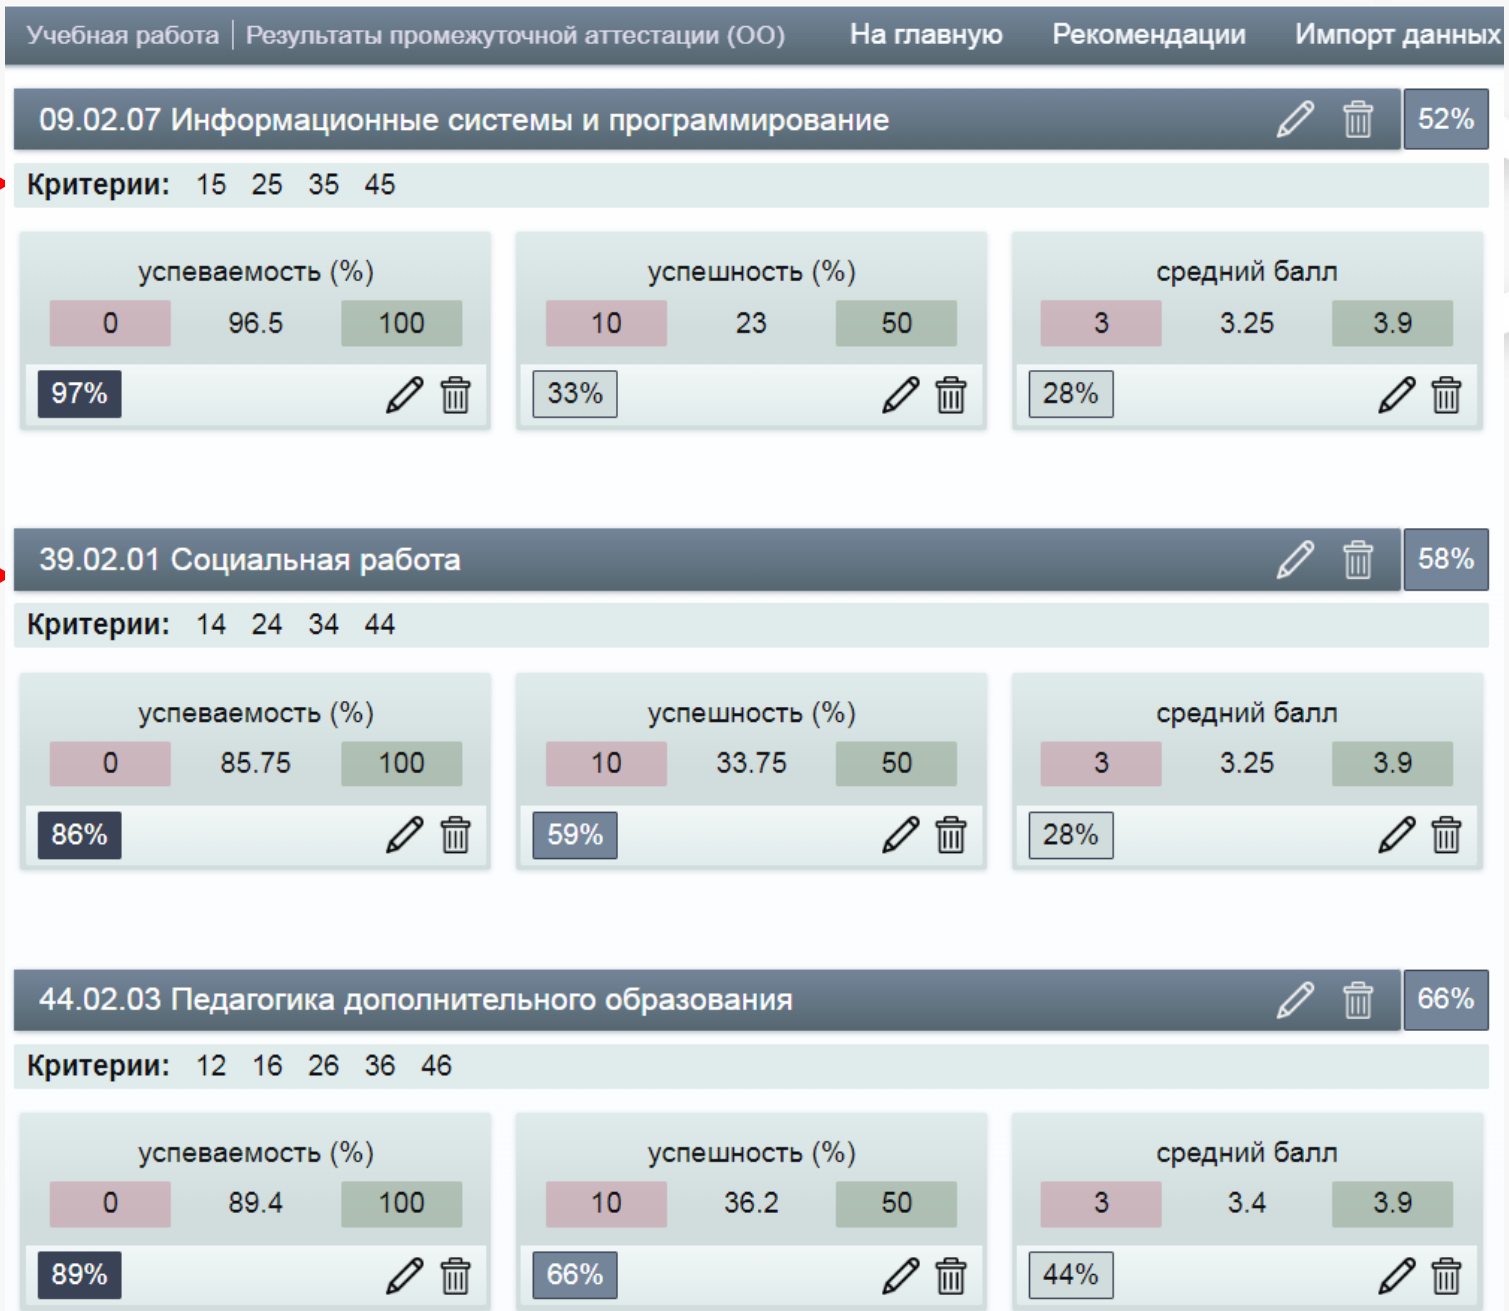 Учебная работа | Результаты промежуточной аттестации (ОО) На главную Рекомендации Импорт данных
09.02.07 Информационные системы и программирование 52%
Критерии: 15 25 35 45
успеваемость (%) успешность (%) средний балл
0 96.5 100 10 23 50 3 3.25 3.9
97% 33% 28%
39.02.01 Социальная работа 58%
Критерии: 14 24 34 44
успеваемость (%) успешность (%) средний балл
0 85.75 100 10 33.75 50 3 3.25 3.9
86% 59% 28%
44.02.03 Педагогика дополнительного образования 66%
Критерии: 12 16 26 36 46
успеваемость (%) успешность (%) средний балл
0 89.4 100 10 36.2 50 3 3.4 3.9
89% 66% 44%